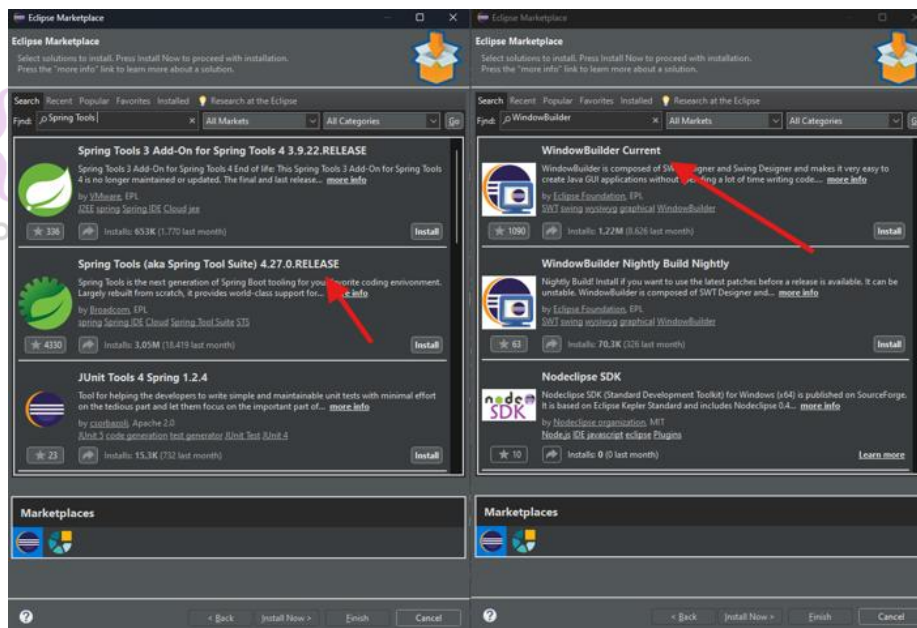 Eclipse Marketplace
Eclipse Marketplace
Select solutions to install. Press Install Now to proceed with installation.
Press the "more info" link to learn more about a solution.
Search Recent Popular Favorites Installed Research at the Eclipse
Find: Spring Tools All Markets All Categories Go
Spring Tools 3 Add-On for Spring Tools 4 3.9.22.RELEASE
Spring Tools 3 Add-On for Spring Tools 4 End of life: This Spring Tools 3 Add-On for Spring Tools
4 is no longer maintained or updated. The final and last release... more info
by VMware, EPL
J2EE spring Spring IDE Cloud jee
336 Installs: 653K (1.770 last month) Install
Spring Tools (aka Spring Tool Suite) 4.27.0.RELEASE
Spring Tools is the next generation of Spring Boot tooling for your favorite coding enrivonment.
Largely rebuilt from scratch, it provides world-class support for... more info
by Broadcom, EPL
spring Spring IDE Cloud Spring Tool Suite STS
4330 Installs: 3,05M (18.419 last month) Install
JUnit Tools 4 Spring 1.2.4
Tool for helping the developers to write simple and maintainable unit tests with minimal effort
on the tedious part and let them focus on the important part of... more info
by csorbazoli, Apache 2.0
JUnit 5 code generation test generator JUnit Test JUnit 4
23 Installs: 15.3K (732 last month) Install
Marketplaces
< Back Install Now > Finish Cancel
Eclipse Marketplace
Eclipse Marketplace
Select solutions to install. Press Install Now to proceed with installation.
Press the "more info" link to learn more about a solution.
Search Recent Popular Favorites Installed Research at the Eclipse
Find: WindowBuilder All Markets All Categories
WindowBuilder Current
WindowBuilder is composed of SWT Designer and Swing Designer and makes it very easy to
create Java GUI applications without spending a lot of time writing code.... more info
by Eclipse Foundation, EPL
SWT swing wysiwyg graphical WindowBuilder
1090 Installs: 1,22M (8.626 last month) Install
WindowBuilder Nightly Build Nightly
Nightly Build! Install if you want to use the latest patches before a release is available. It can be
unstable. WindowBuilder is composed of SWT Designer and... more info
by Eclipse Foundation, EPL
SWT swing wysiwyg graphical WindowBuilder
63 Installs: 70,3K (326 last month) Install
Nodeclipse SDK
node SDK
Nodeclipse SDK (Standard Development Toolkit) for Windows (x64) is published on SourceForge.
It is based on Eclipse Kepler Standard and includes Nodeclipse 0.4... more info
by Nodeclipse organization, MIT
Node.js IDE javascript eclipse Plugins
10 Installs: 0 (0 last month) Learn more
Marketplaces
< Back Install Now > Finish Cancel